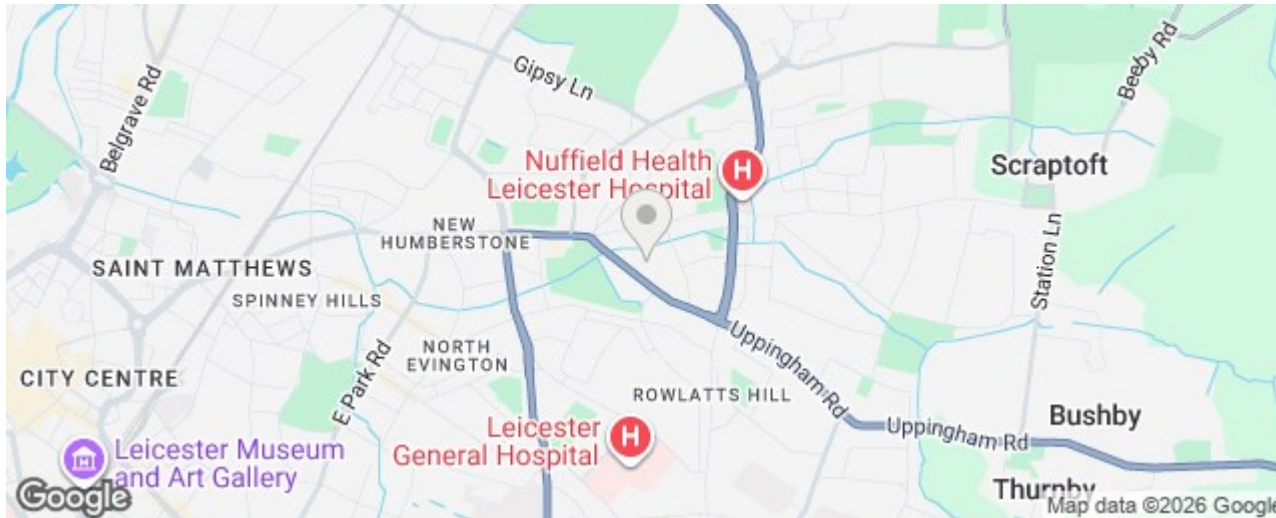 Belgrave Rd
Gipsy Ln
Beeby Rd
Nuffield Health
Leicester Hospital
H
Scraptoft
NEW
HUMBERSTONE
SAINT MATTHEWS
SPINNEY HILLS
Station Ln
NORTH
EVINGTON
Uppingham Rd
CITY CENTRE
E Park Rd
ROWLATTS HILL
Leicester
General Hospital
H
Uppingham Rd
Bushby
Leicester Museum
and Art Gallery
Thurnby
Google
Map data ©2026 Google